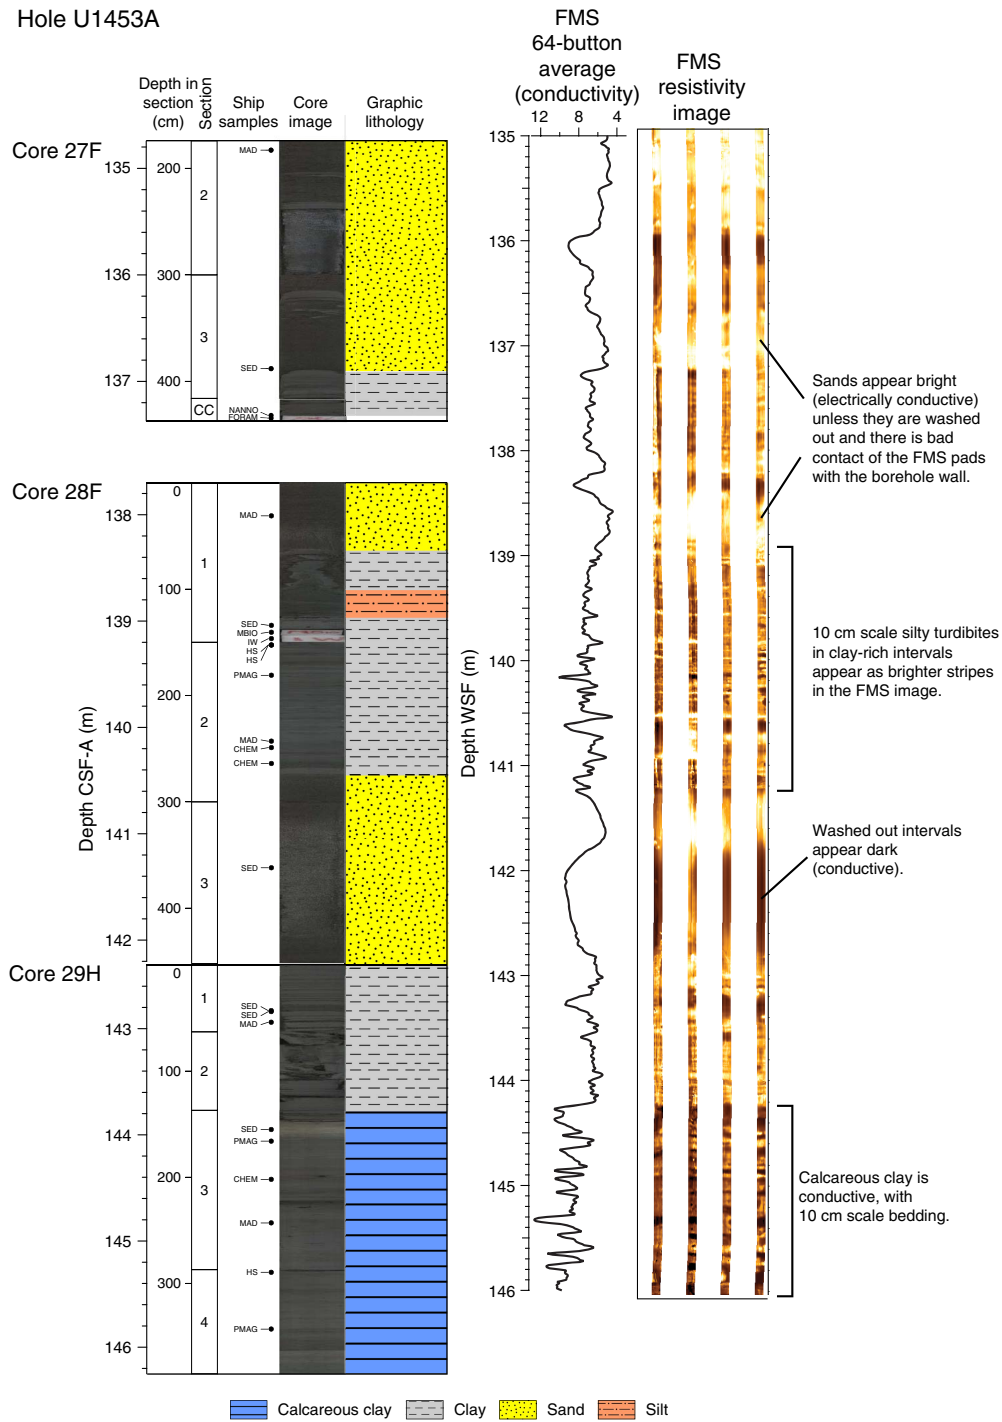 Hole U1453A
FMS
64-button
average
(conductivity)
FMS
resistivity
image
Depth in
section
(cm)
Section
Ship
samples
Core
image
Graphic
lithology
12 8 4
Core 27F
135
136
137
200
300
400
2
3
CC
MAD
SED
NANNO
FORAM
Core 28F
138
139
140
141
142
0
100
200
300
400
1
2
3
MAD
SED
MBIO
IW
HS
HS
PMAG
MAD
CHEM
CHEM
SED
Depth CSF-A (m)
Core 29H
143
144
145
146
0
100
200
300
1
2
3
4
SED
SED
MAD
SED
PMAG
CHEM
MAD
HS
PMAG
Depth WSF (m)
135
136
137
138
139
140
141
142
143
144
145
146
Sands appear bright
(electrically conductive)
unless they are washed
out and there is bad
contact of the FMS pads
with the borehole wall.
10 cm scale silty turdibites
in clay-rich intervals
appear as brighter stripes
in the FMS image.
Washed out intervals
appear dark
(conductive).
Calcareous clay is
conductive, with
10 cm scale bedding.
Calcareous clay
Clay
Sand
Silt